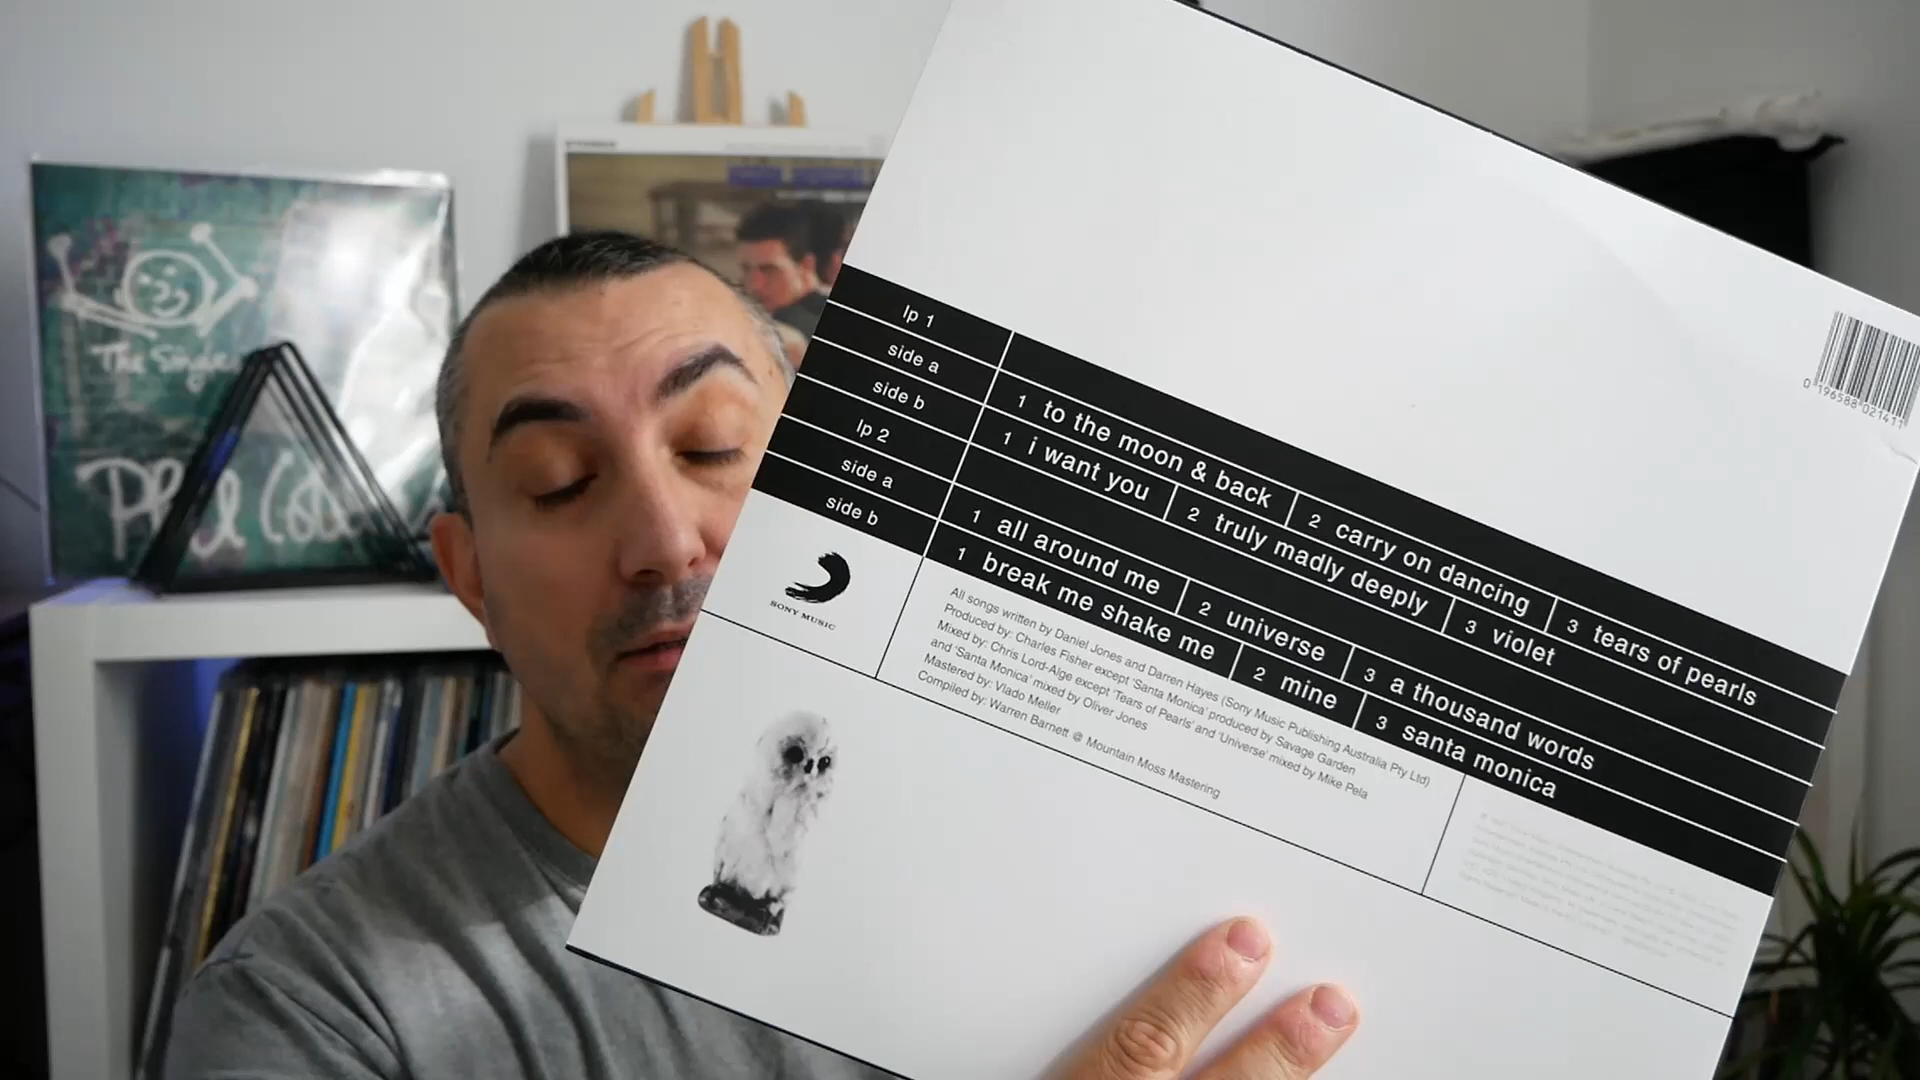 The Singles
Phil Col
lp 1
side a
1 to the moon & back 2 carry on dancing 3 tears of pearls
side b
1 i want you 2 truly madly deeply 3 violet
lp 2
side a
1 all around me 2 universe 3 a thousand words
side b
1 break me shake me 2 mine 3 santa monica
0 196588 021411
SONY MUSIC
All songs written by Daniel Jones and Darren Hayes (Sony Music Publishing Australia Pty Ltd)
Produced by: Charles Fisher except 'Santa Monica' produced by Savage Garden
Mixed by: Chris Lord-Alge except 'Tears of Pearls' and 'Universe' mixed by Mike Pela
and 'Santa Monica' mixed by Oliver Jones
Mastered by: Vlado Meller
Compiled by: Warren Barnett @ Mountain Moss Mastering